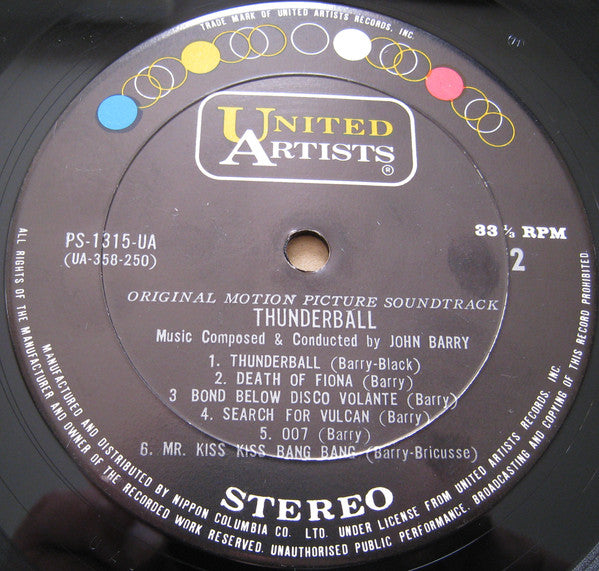 TRADE MARK OF UNITED ARTISTS RECORDS, INC.
UNITED
ARTISTS
®
PS-1315-UA
(UA-358-250)
33 ⅓ RPM
2
ORIGINAL MOTION PICTURE SOUNDTRACK
THUNDERBALL
Music Composed & Conducted by JOHN BARRY
1. THUNDERBALL (Barry-Black)
2. DEATH OF FIONA (Barry)
3 BOND BELOW DISCO VOLANTE (Barry)
4. SEARCH FOR VULCAN (Barry)
5. 007 (Barry)
6. MR. KISS KISS BANG BANG (Barry-Bricusse)
STEREO
MANUFACTURED AND DISTRIBUTED BY NIPPON COLUMBIA CO. LTD. UNDER LICENSE FROM UNITED ARTISTS RECORDS, INC.
ALL RIGHTS OF THE MANUFACTURER AND OWNER OF THE RECORDED WORK RESERVED. UNAUTHORISED PUBLIC PERFORMANCE, BROADCASTING AND COPYING OF THIS RECORD PROHIBITED.